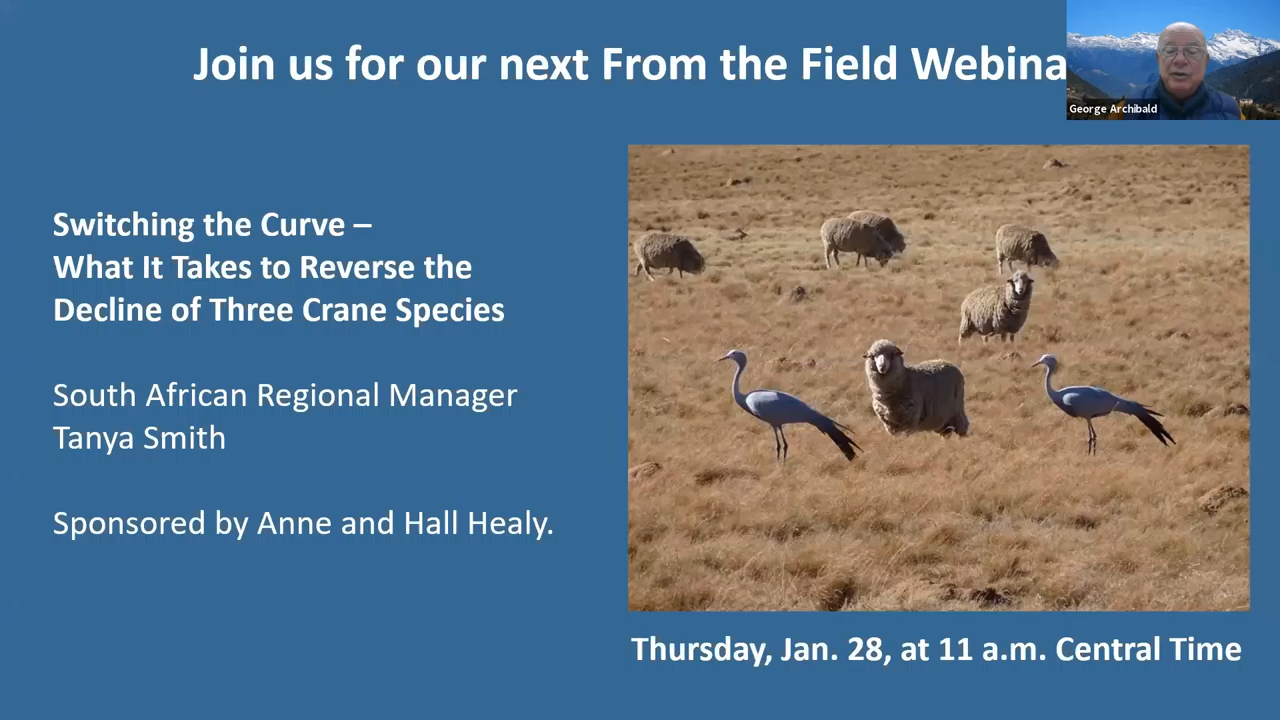 Join us for our next From the Field Webina
George Archibald
Switching the Curve –
What It Takes to Reverse the
Decline of Three Crane Species
South African Regional Manager
Tanya Smith
Sponsored by Anne and Hall Healy.
Thursday, Jan. 28, at 11 a.m. Central Time